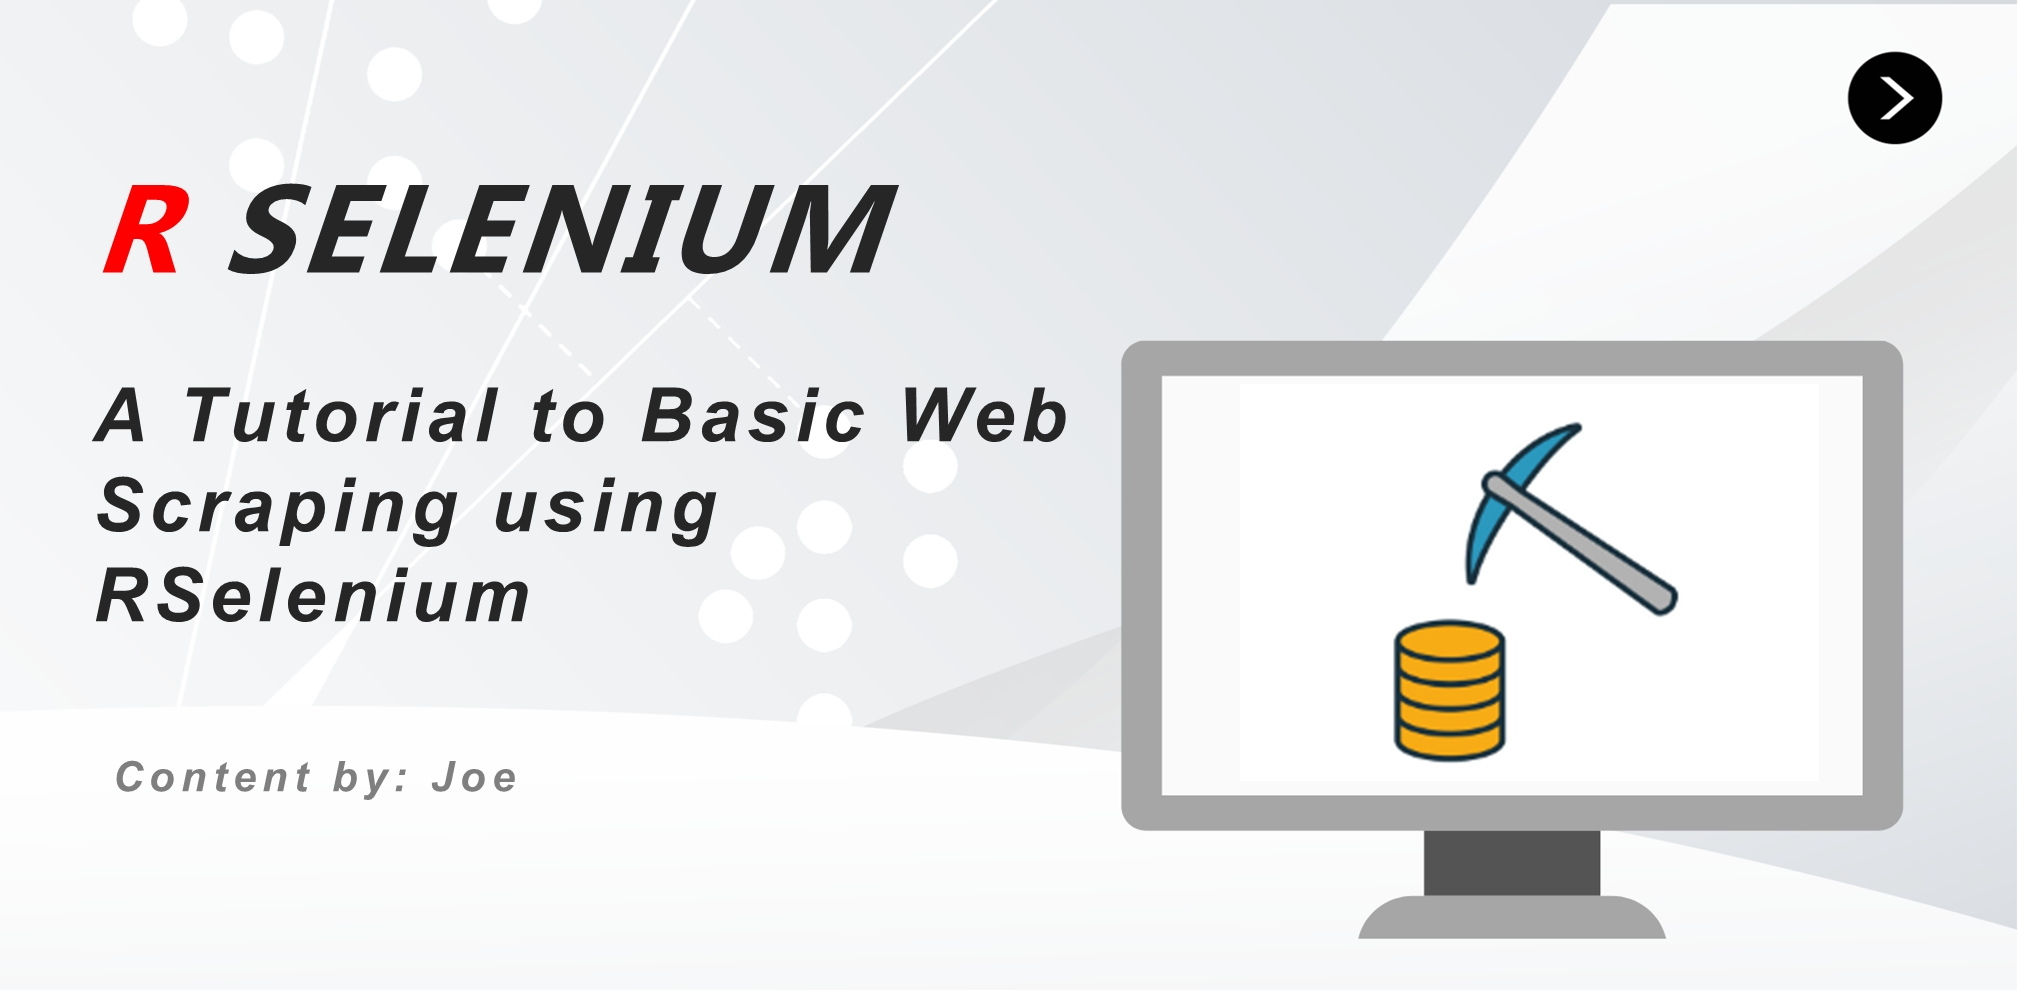 R SELENIUM
A Tutorial to Basic Web
Scraping using
RSelenium
Content by: Joe